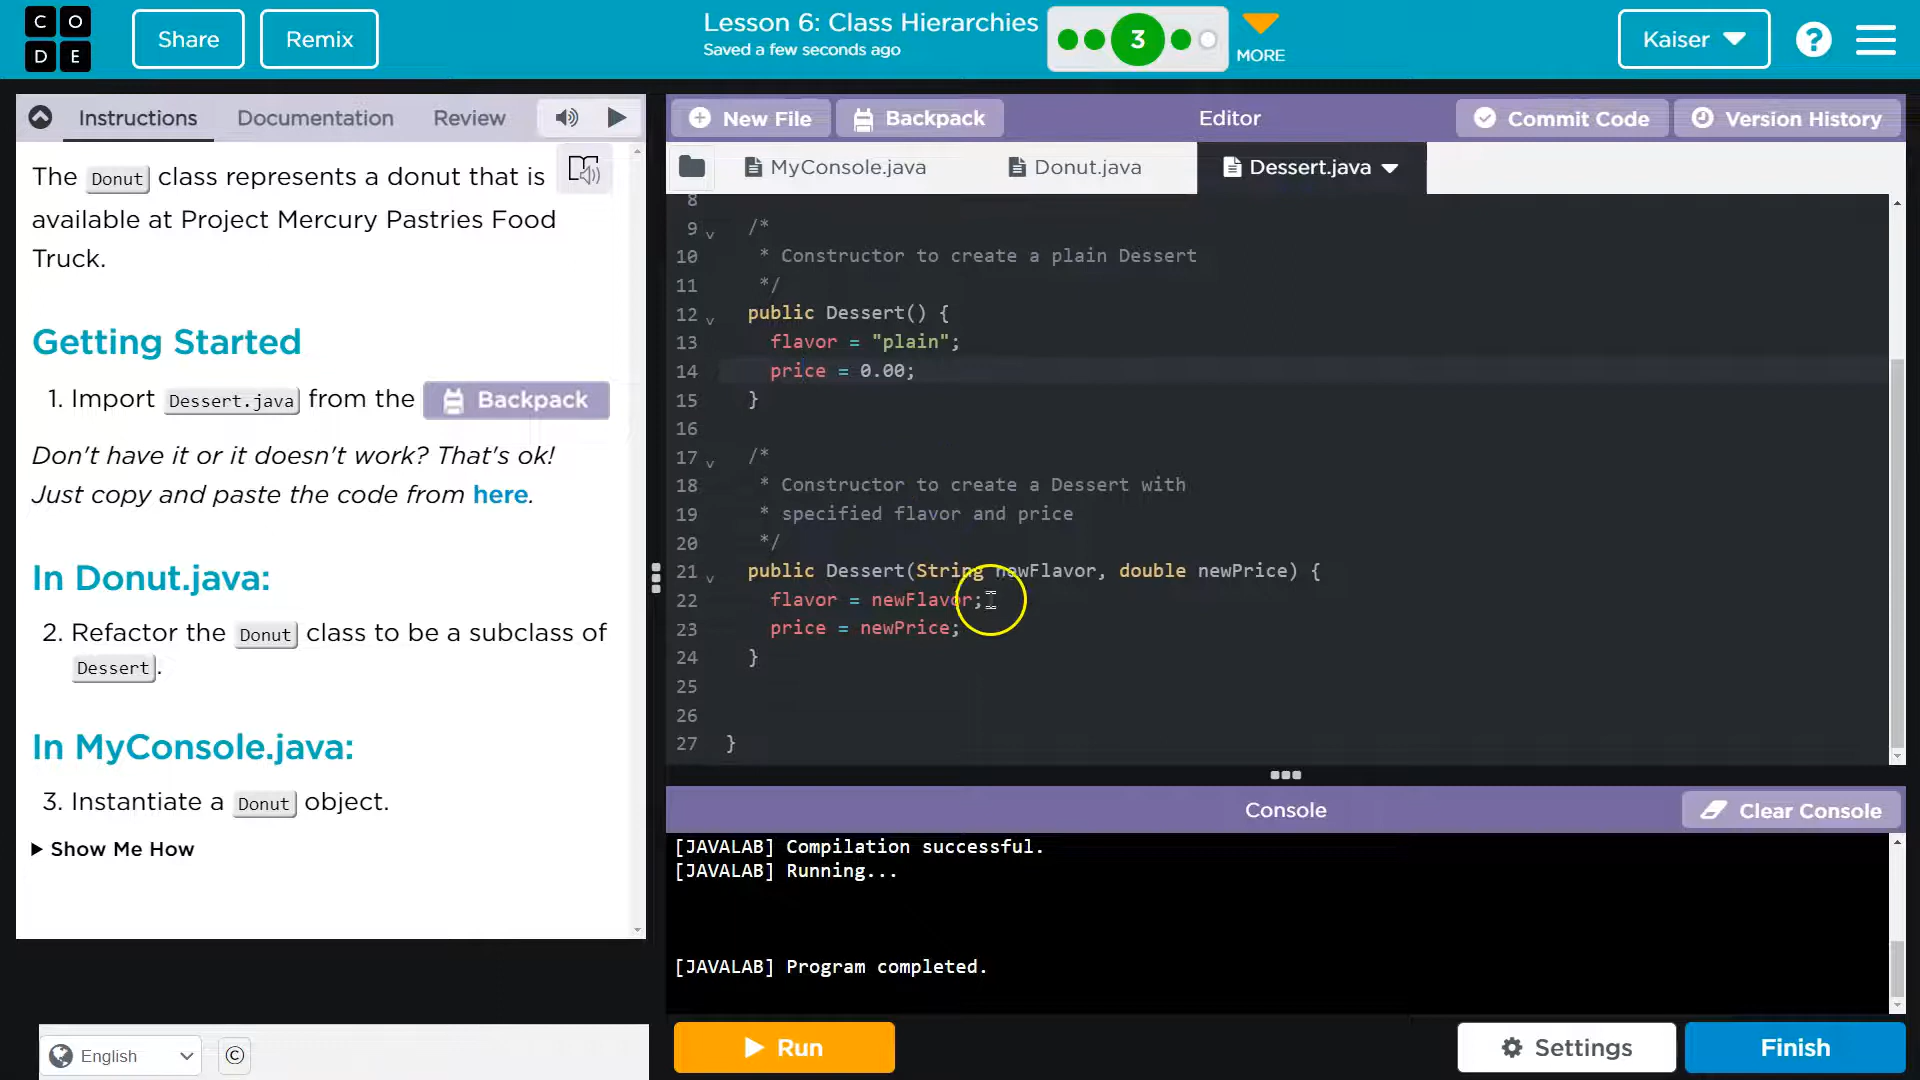 C O
D E
Share
Remix
Lesson 6: Class Hierarchies
Saved a few seconds ago
3
MORE
Kaiser
?
Instructions
Documentation
Review
The Donut class represents a donut that is
available at Project Mercury Pastries Food
Truck.
Getting Started
1. Import Dessert.java from the Backpack
Don't have it or it doesn't work? That's ok!
Just copy and paste the code from here.
In Donut.java:
2. Refactor the Donut class to be a subclass of
Dessert.
In MyConsole.java:
3. Instantiate a Donut object.
Show Me How
English
©
New File
Backpack
Editor
Commit Code
Version History
MyConsole.java
Donut.java
Dessert.java
8
9 /*
10 * Constructor to create a plain Dessert
11 */
12 public Dessert() {
13 flavor = "plain";
14 price = 0.00;
15 }
16
17 /*
18 * Constructor to create a Dessert with
19 * specified flavor and price
20 */
21 public Dessert(String newFlavor, double newPrice) {
22 flavor = newFlavor;
23 price = newPrice;
24 }
25
26
27 }
Console
Clear Console
[JAVALAB] Compilation successful.
[JAVALAB] Running...
[JAVALAB] Program completed.
Run
Settings
Finish